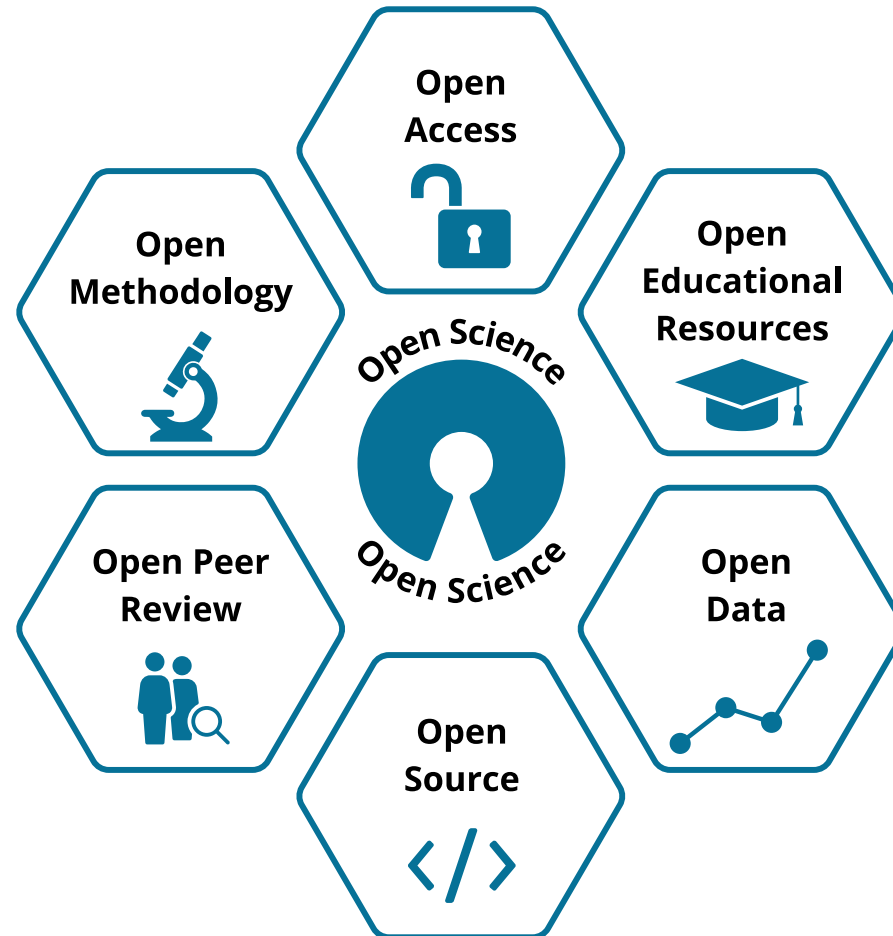 Open
Access
Open
Methodology
Open
Educational
Resources
Open Science
Open Science
Open Peer
Review
Open
Data
Open
Source